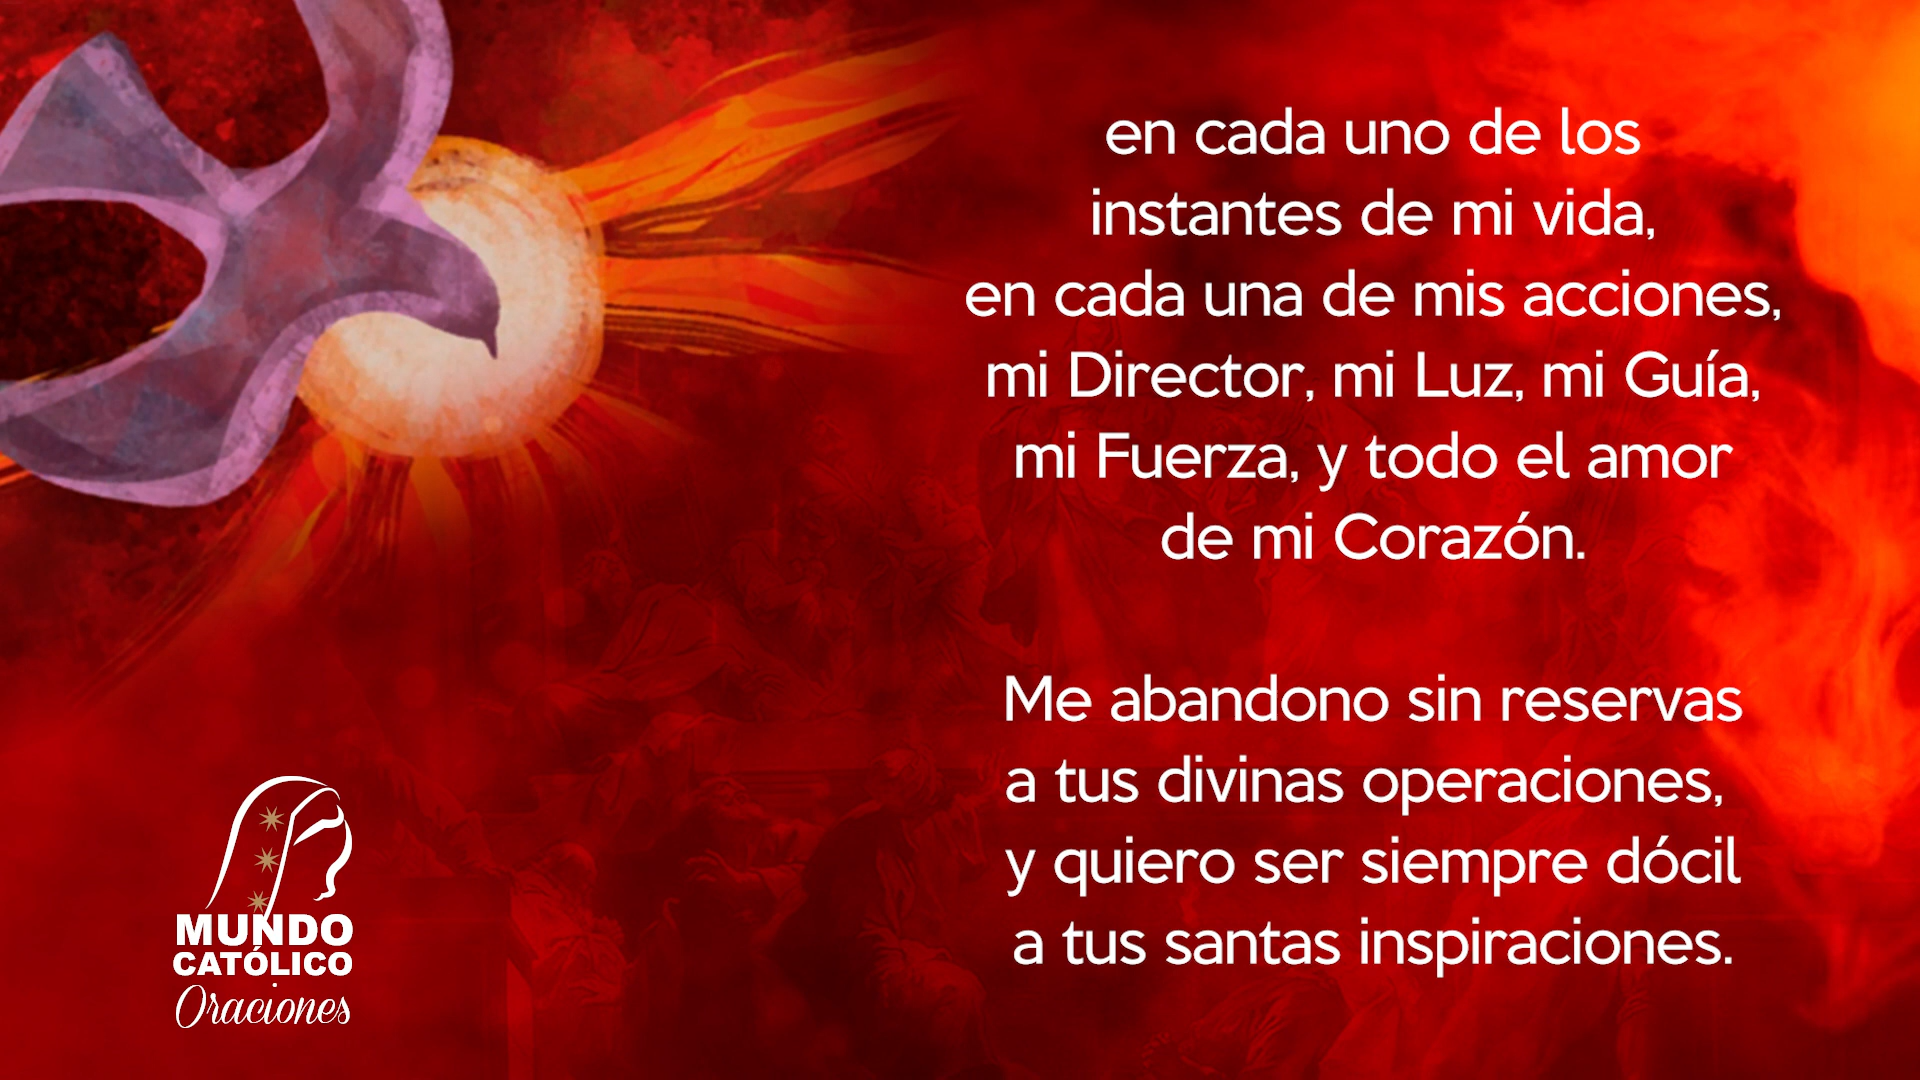 en cada uno de los
instantes de mi vida,
en cada una de mis acciones,
mi Director, mi Luz, mi Guía,
mi Fuerza, y todo el amor
de mi Corazón.
Me abandono sin reservas
a tus divinas operaciones,
y quiero ser siempre dócil
a tus santas inspiraciones.
MUNDO
CATÓLICO
Oraciones